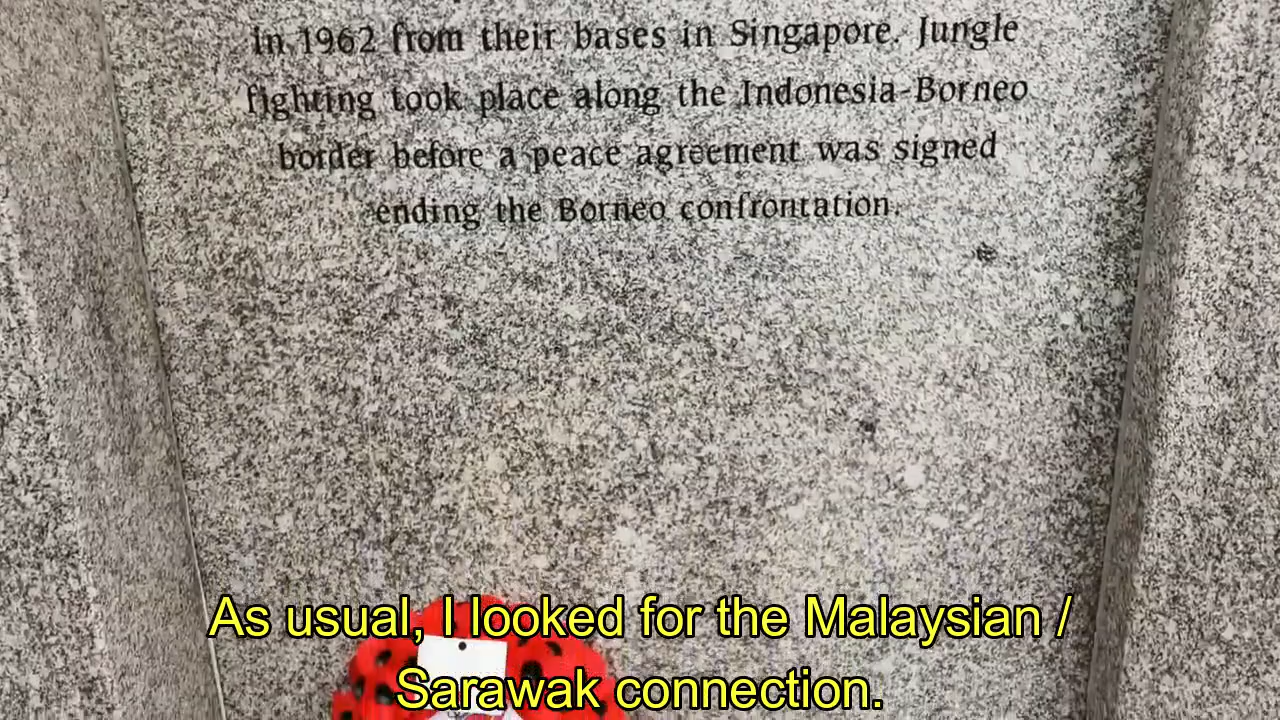 in 1962 from their bases in Singapore. Jungle
fighting took place along the Indonesia-Borneo
border before a peace agreement was signed
ending the Borneo confrontation.
As usual, I looked for the Malaysian /
Sarawak connection.